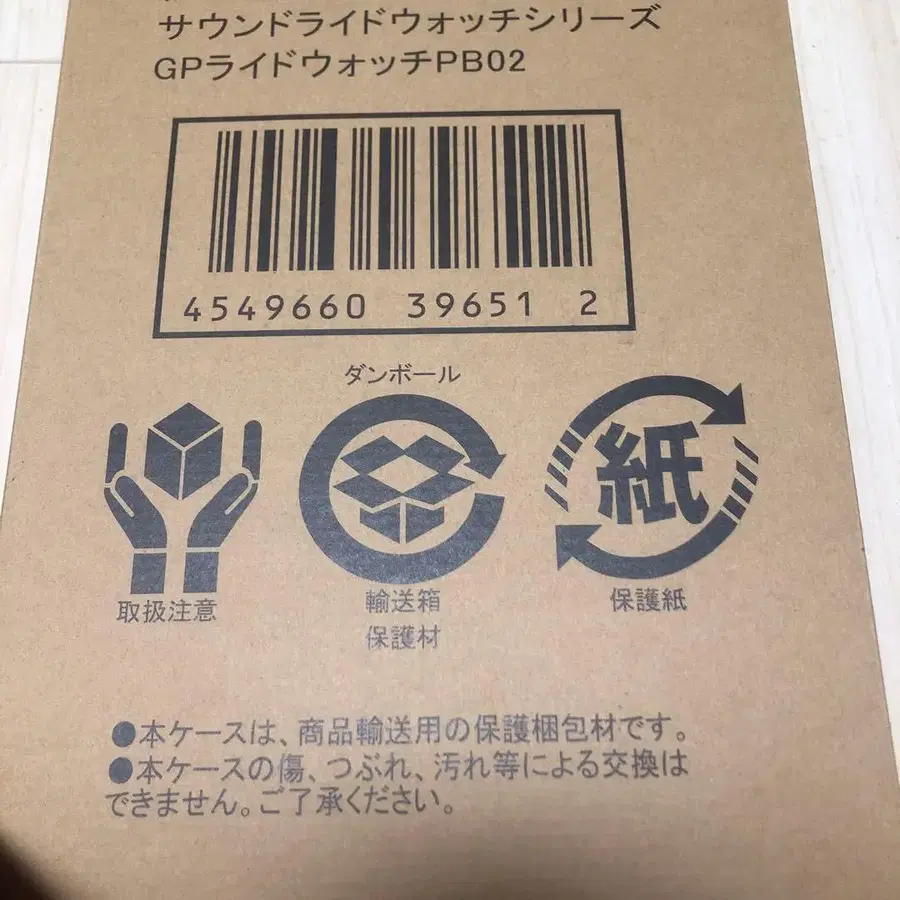 サウンドライドウォッチシリーズ
GPライドウォッチPB02
4549660 39651 2
ダンボール
紙
取扱注意
輸送箱
保護材
保護紙
●本ケースは、商品輸送用の保護梱包材です。
●本ケースの傷、つぶれ、汚れ等による交換は
できません。ご了承ください。